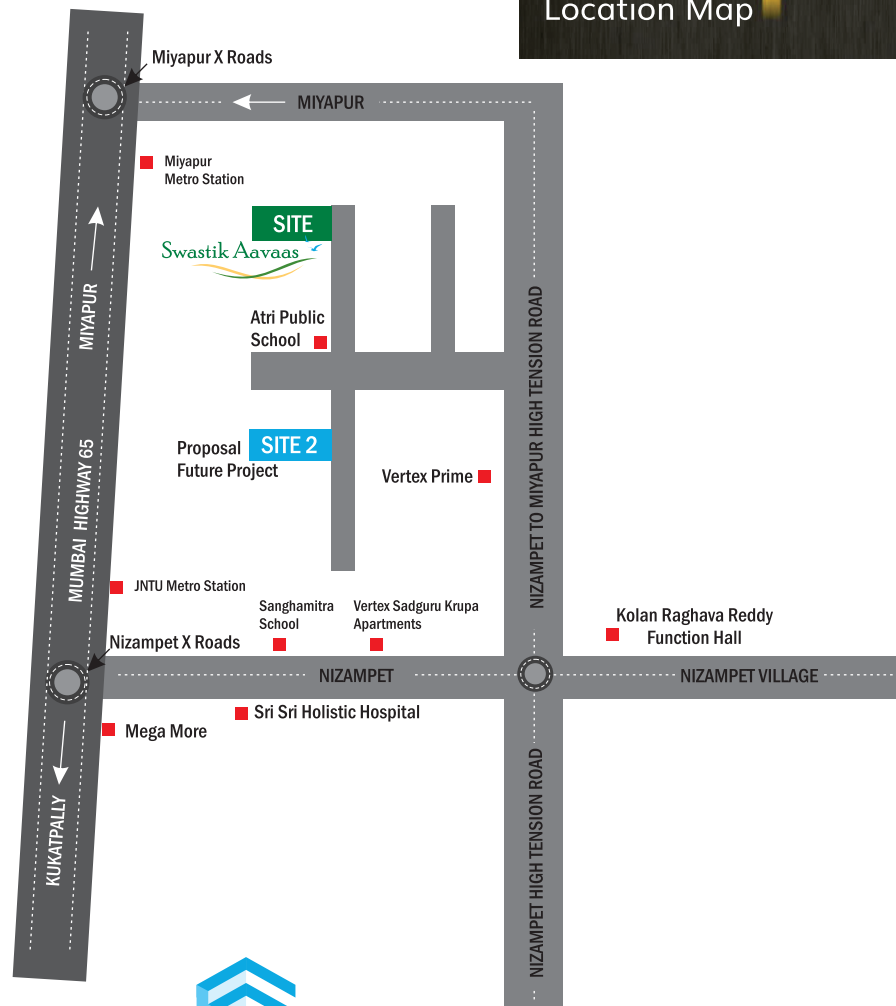 Location Map
Miyapur X Roads
MIYAPUR
Miyapur
Metro Station
SITE
Swastik Aavaas
MIYAPUR
Atri Public
School
NIZAMPET TO MIYAPUR HIGH TENSION ROAD
SITE 2
Proposal
Future Project
Vertex Prime
MUMBAI HIGHWAY 65
JNTU Metro Station
Sanghamitra
School
Vertex Sadguru Krupa
Apartments
Kolan Raghava Reddy
Function Hall
Nizampet X Roads
NIZAMPET
NIZAMPET VILLAGE
Sri Sri Holistic Hospital
Mega More
KUKATPALLY
NIZAMPET HIGH TENSION ROAD